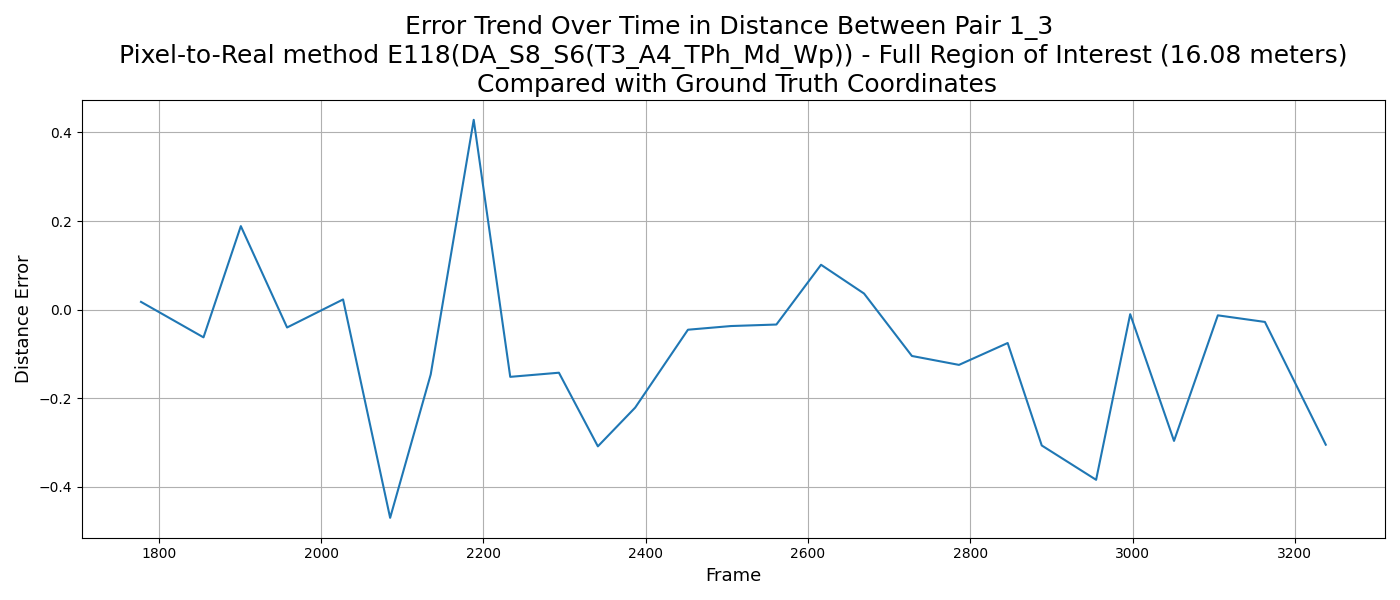 Error Trend Over Time in Distance Between Pair 1_3
Pixel-to-Real method E118(DA_S8_S6(T3_A4_TPh_Md_Wp)) - Full Region of Interest (16.08 meters)
Compared with Ground Truth Coordinates
Distance Error
0.4
0.2
0.0
−0.2
−0.4
1800 2000 2200 2400 2600 2800 3000 3200
Frame